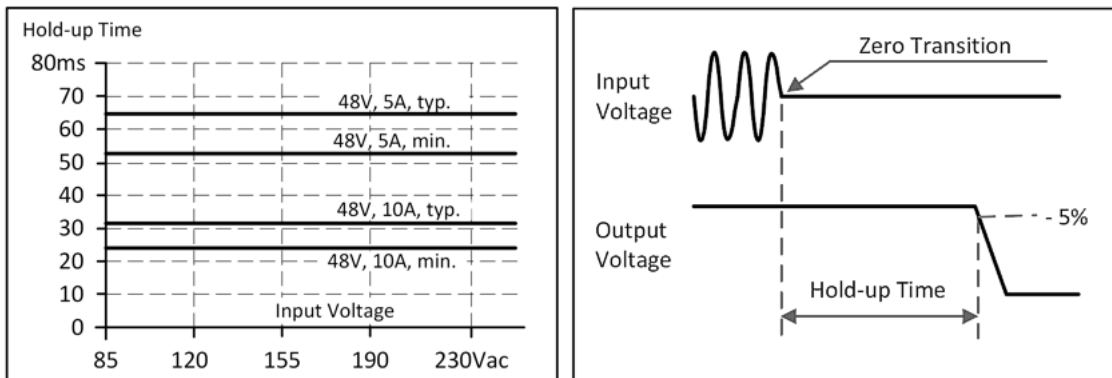 Hold-up Time
80ms
70
60
50
40
30
20
10
0
48V, 5A, typ.
48V, 5A, min.
48V, 10A, typ.
48V, 10A, min.
Input Voltage
85 120 155 190 230Vac
Zero Transition
Input
Voltage
Output
Voltage
- 5%
Hold-up Time